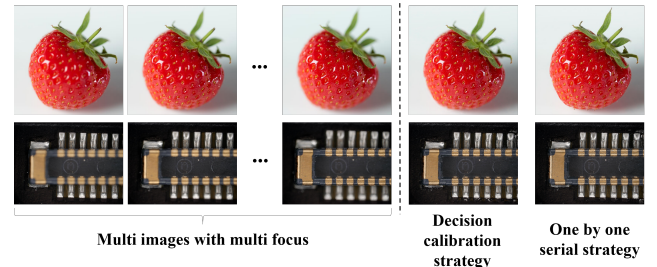 ...
...
Multi images with multi focus
Decision
calibration
strategy
One by one
serial strategy